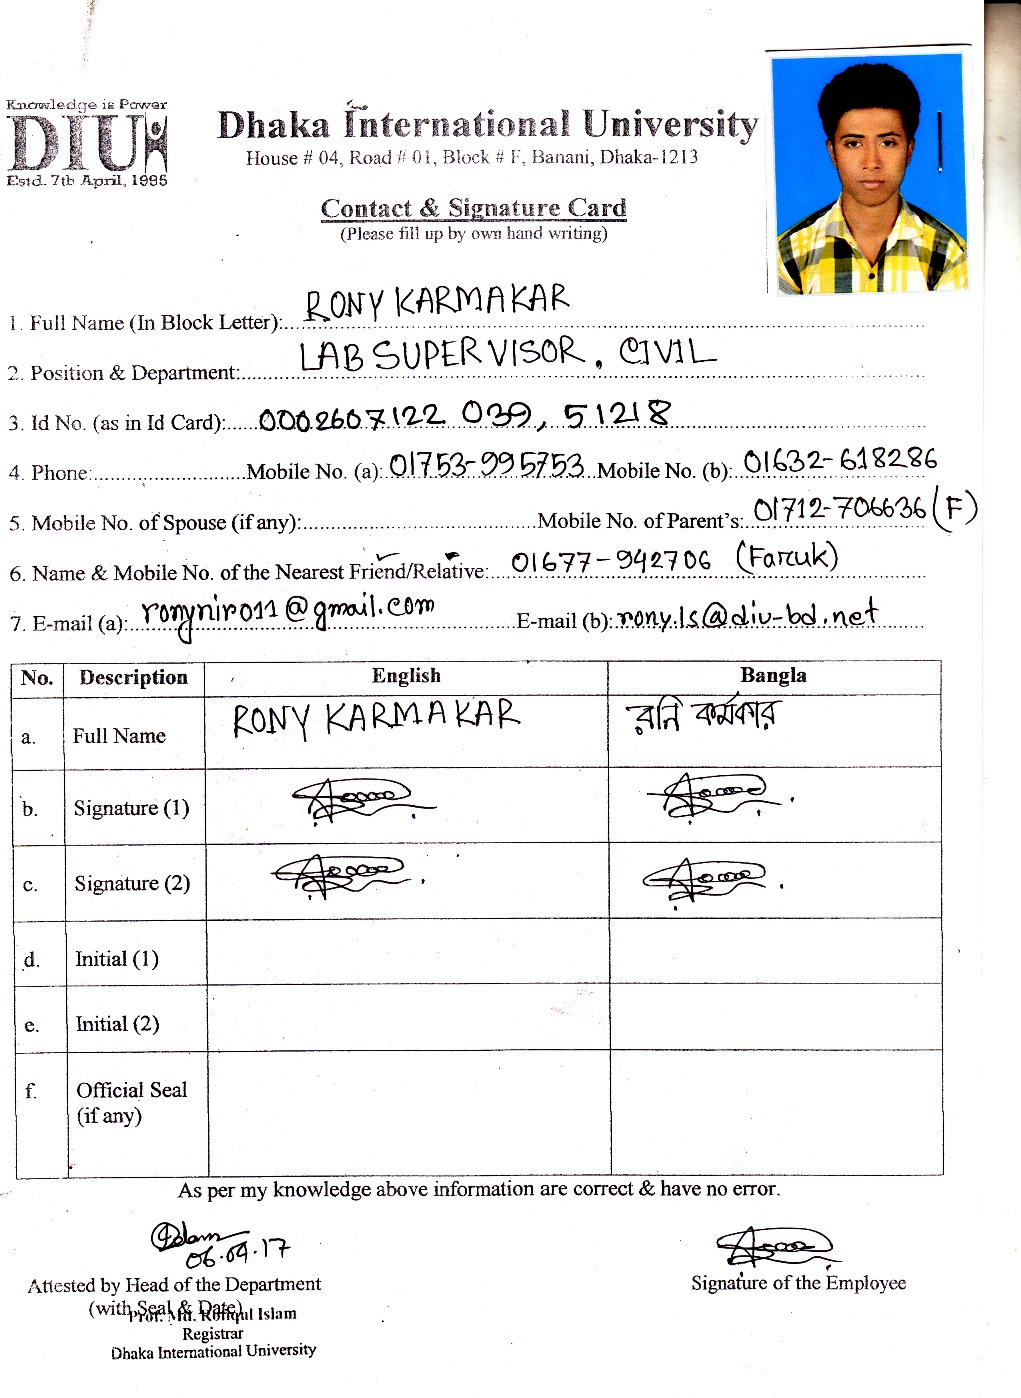 Knowledge is Power
DIU
Estd. 7th April, 1995
Dhaka International University
House # 04, Road # 01, Block # F, Banani, Dhaka-1213
Contact & Signature Card
(Please fill up by own hand writing)
1. Full Name (In Block Letter): RONY KARMAKAR
2. Position & Department: LAB SUPERVISOR, CIVIL
3. Id No. (as in Id Card): 0002607122 039, 51218
4. Phone: Mobile No. (a): 01753-995753 Mobile No. (b): 01632-618286
5. Mobile No. of Spouse (if any): Mobile No. of Parent's: 01712-706636 (F)
6. Name & Mobile No. of the Nearest Friend/Relative: 01677-942706 (Faruk)
7. E-mail (a): ronyniro11@gmail.com E-mail (b): rony.ls@diu-bd.net
No. Description English Bangla
a. Full Name RONY KARMAKAR রনি কর্মকার
b. Signature (1)
c. Signature (2)
d. Initial (1)
e. Initial (2)
f. Official Seal
(if any)
As per my knowledge above information are correct & have no error.
06.09.17
Attested by Head of the Department Signature of the Employee
(with Seal & Date)
Prof. Md. Rofiqul Islam
Registrar
Dhaka International University